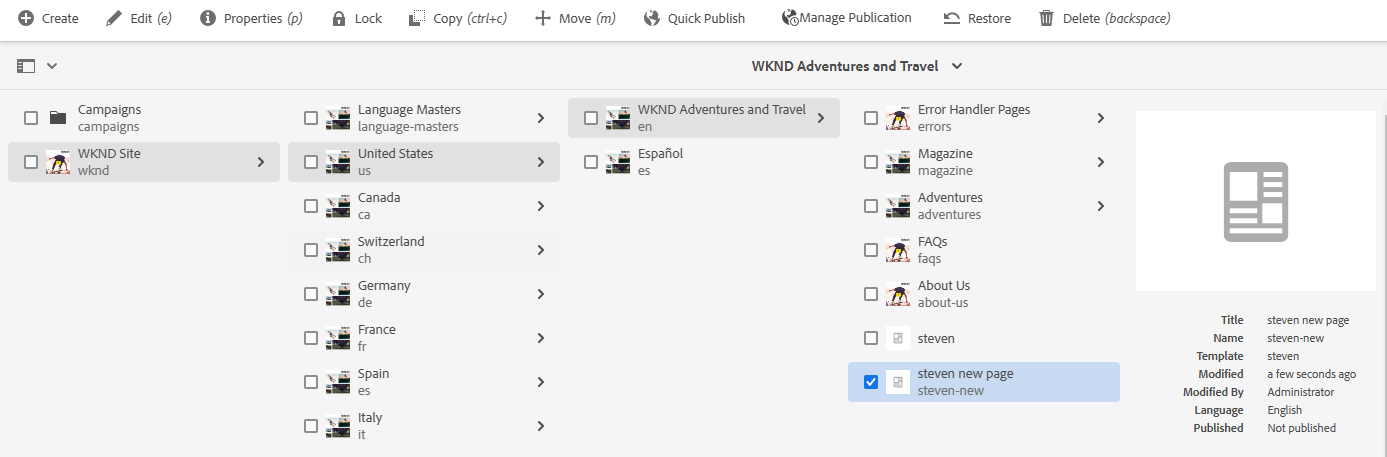 Create Edit (e) Properties (p) Lock Copy (ctrl+c) Move (m) Quick Publish Manage Publication Restore Delete (backspace)
WKND Adventures and Travel
Campaigns
campaigns
WKND Site
wknd
Language Masters
language-masters
United States
us
Canada
ca
Switzerland
ch
Germany
de
France
fr
Spain
es
Italy
it
WKND Adventures and Travel
en
Español
es
Error Handler Pages
errors
Magazine
magazine
Adventures
adventures
FAQs
faqs
About Us
about-us
steven
steven new page
steven-new
Title steven new page
Name steven-new
Template steven
Modified a few seconds ago
Modified By Administrator
Language English
Published Not published